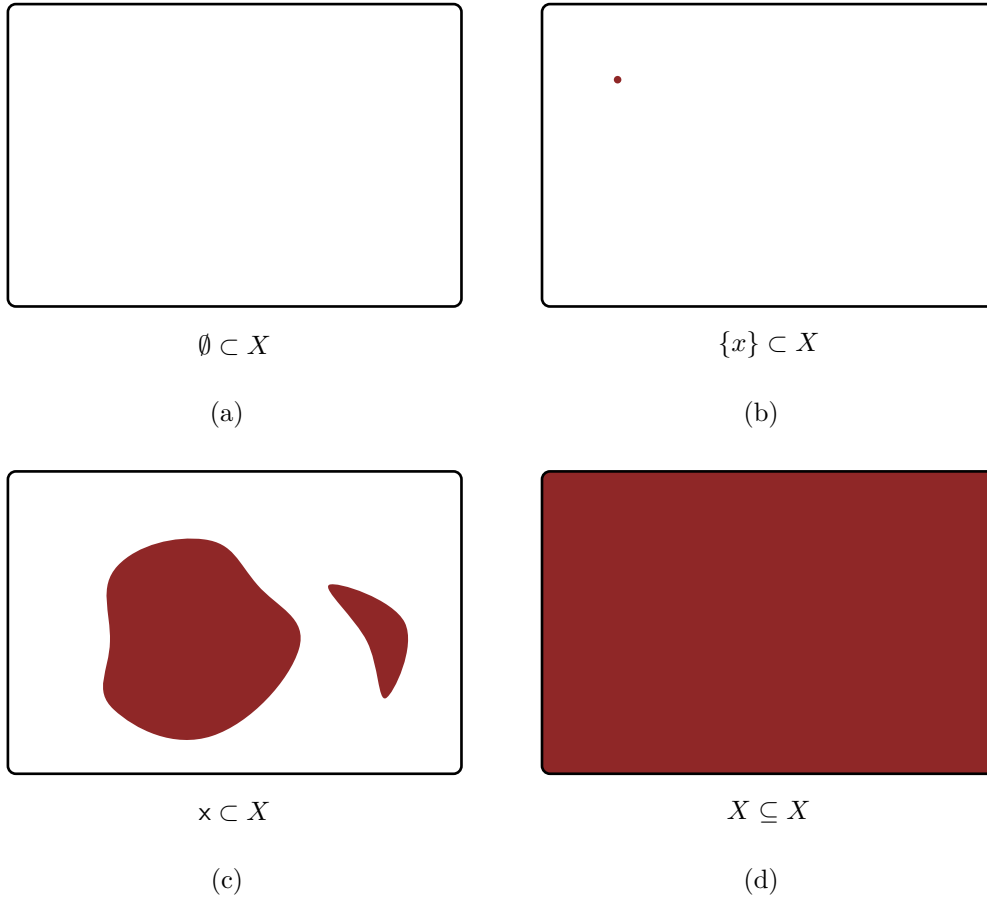 ∅ ⊂ X
{x} ⊂ X
(a)
(b)
x ⊂ X
X ⊆ X
(c)
(d)